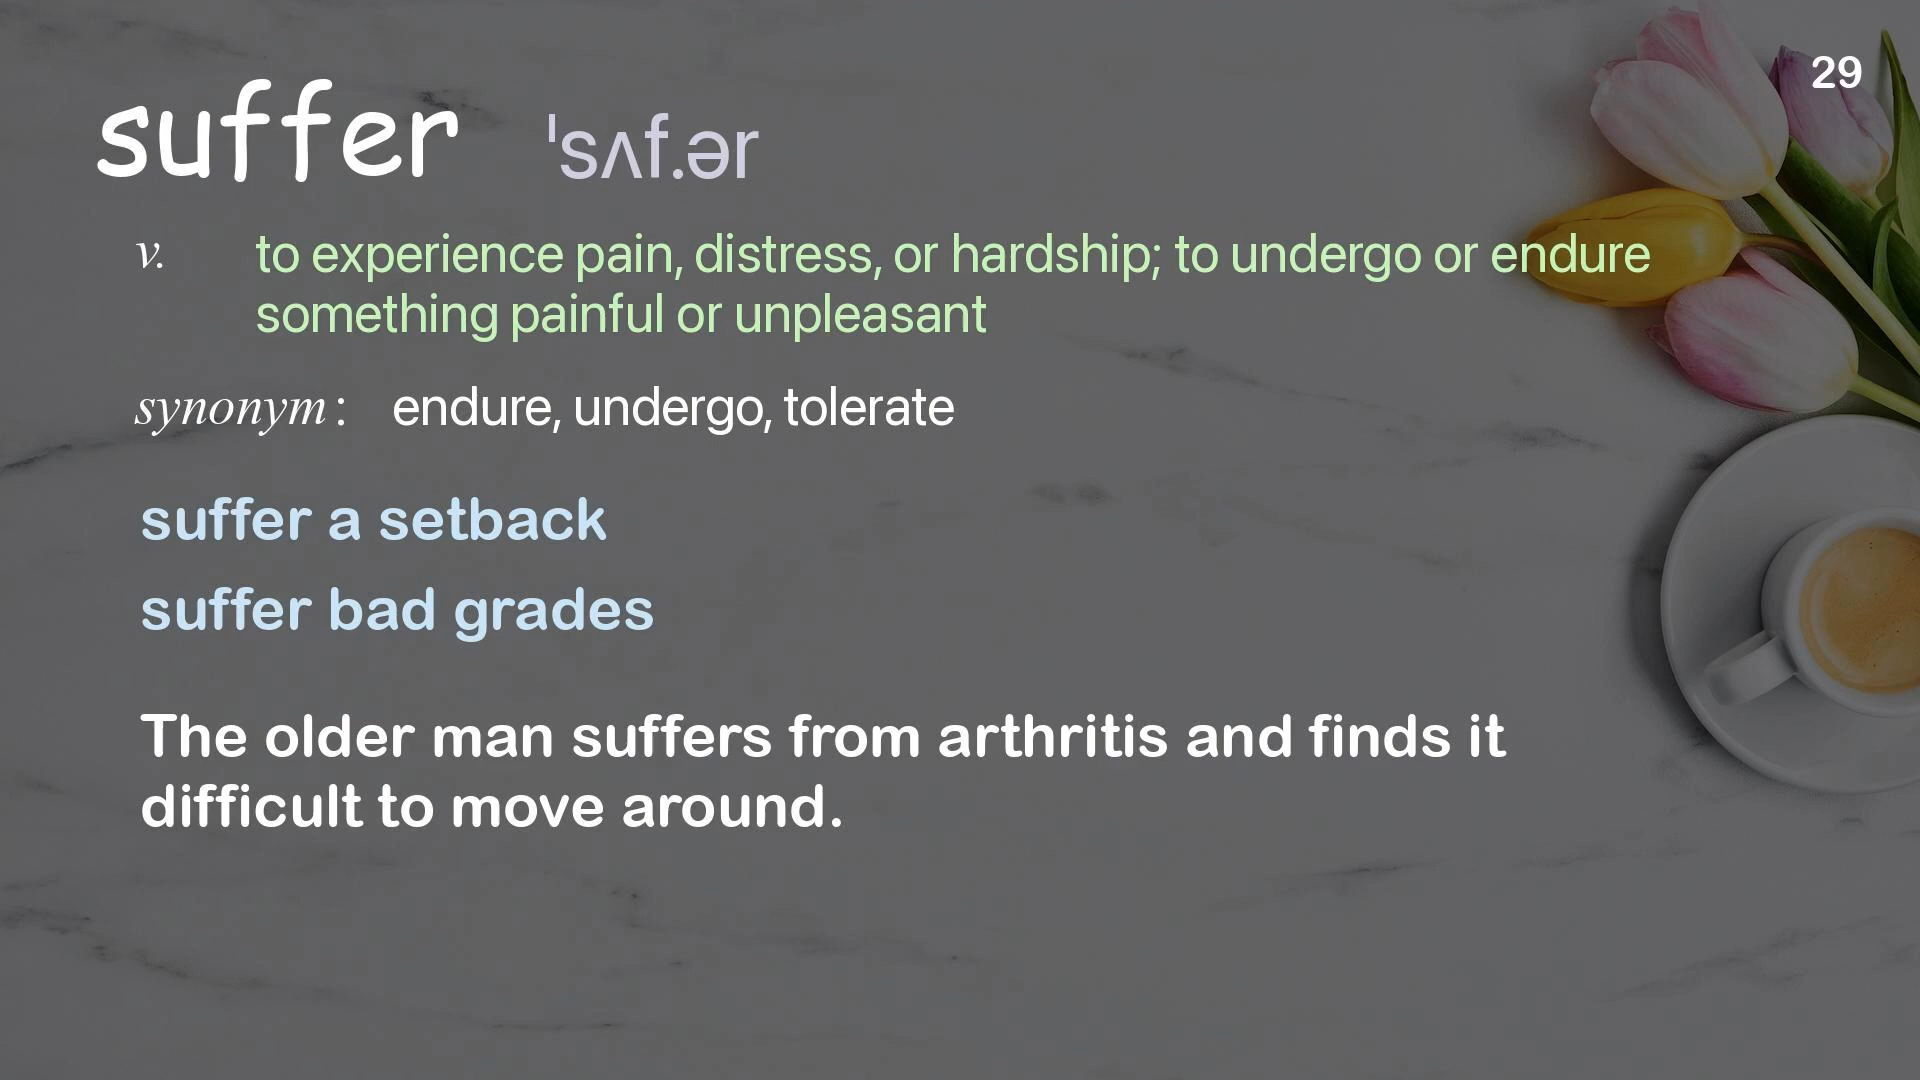 29
suffer ˈsʌf.ər
v. to experience pain, distress, or hardship; to undergo or endure
something painful or unpleasant
synonym: endure, undergo, tolerate
suffer a setback
suffer bad grades
The older man suffers from arthritis and finds it
difficult to move around.